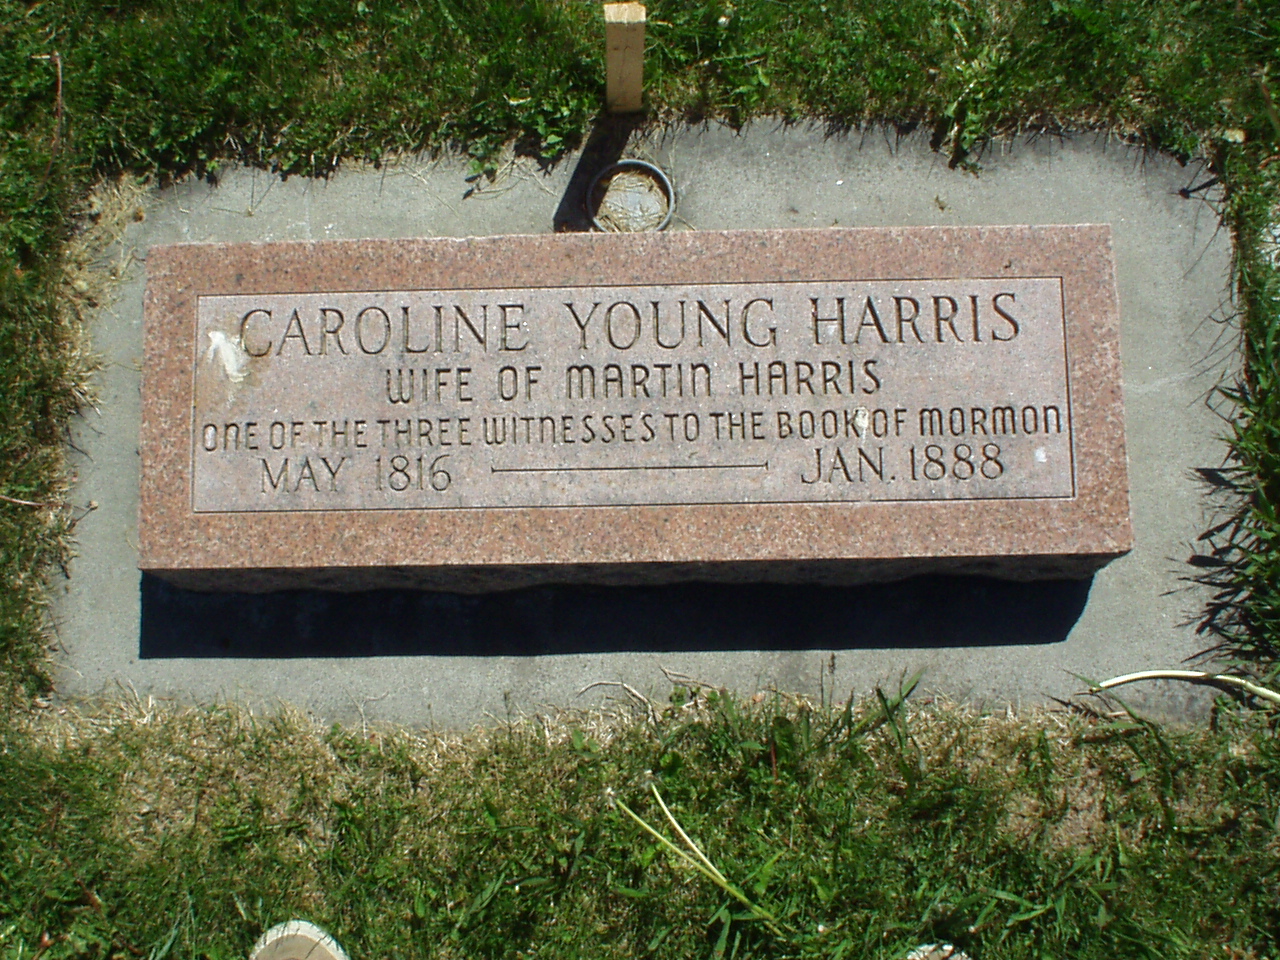 CAROLINE YOUNG HARRIS
WIFE OF MARTIN HARRIS
ONE OF THE THREE WITNESSES TO THE BOOK OF MORMON
MAY 1816 — JAN. 1888